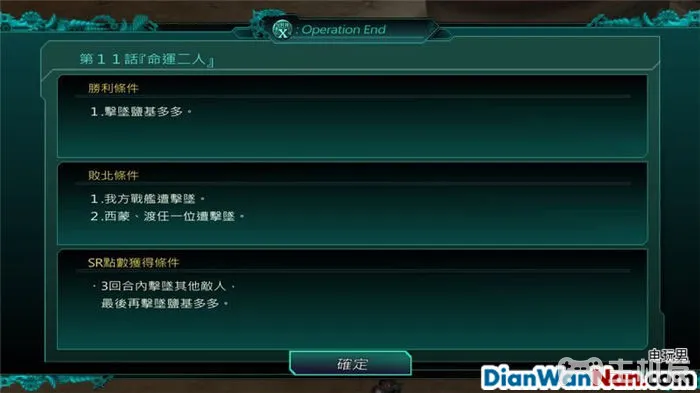 X : Operation End
第１１話『命運二人』
勝利條件
１.擊墜鹽基多多。
敗北條件
１.我方戰艦遭擊墜。
２.西蒙、渡任一位遭擊墜。
SR點數獲得條件
．3回合內擊墜其他敵人，
最後再擊墜鹽基多多。
確定
电玩男
DianWanNan.com